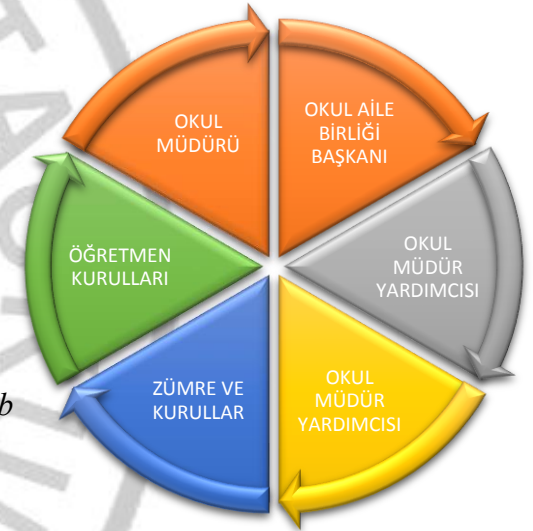 OKUL
MÜDÜRÜ
OKUL AİLE
BİRLİĞİ
BAŞKANI
OKUL
MÜDÜR
YARDIMCISI
OKUL
MÜDÜR
YARDIMCISI
ZÜMRE VE
KURULLAR
ÖĞRETMEN
KURULLARI
b